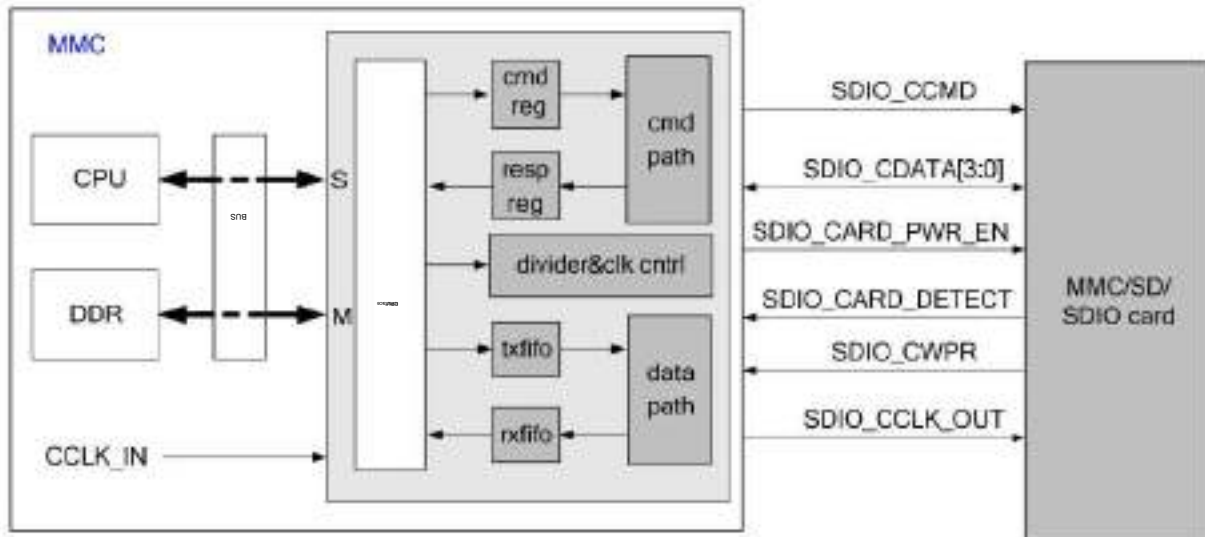 MMC
CPU
BUS
DDR
CCLK_IN
S
M
cmd
reg
resp
reg
cmd
path
divider&clk cntrl
txfifo
rxfifo
data
path
SDIO_CCMD
SDIO_CDATA[3:0]
SDIO_CARD_PWR_EN
SDIO_CARD_DETECT
SDIO_CWPR
SDIO_CCLK_OUT
MMC/SD/
SDIO card